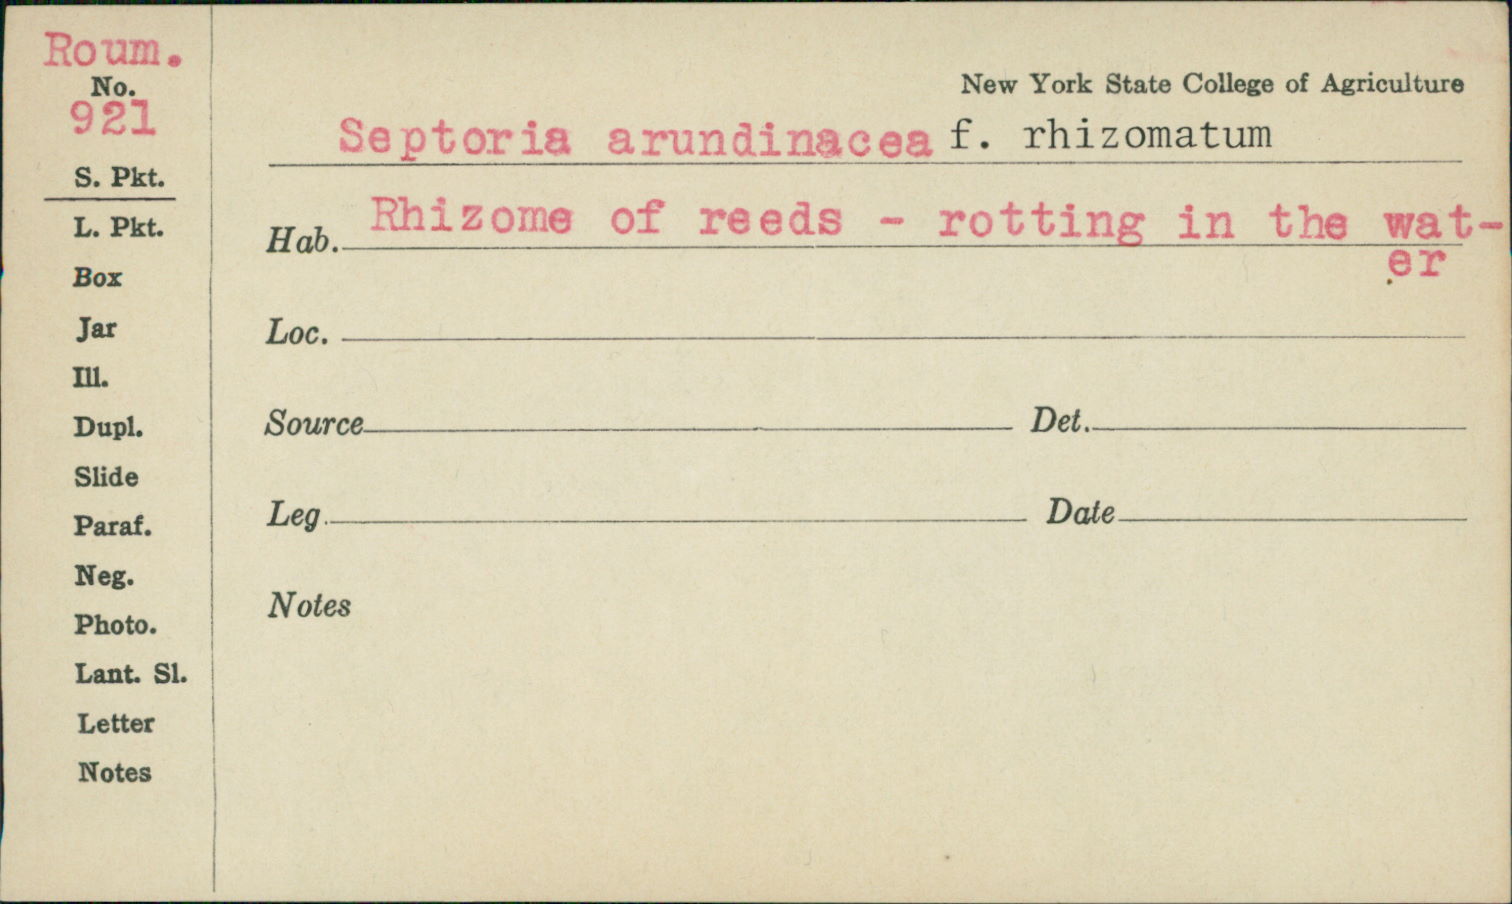 Roum.
No.
921
S. Pkt.
L. Pkt.
Box
Jar
Ill.
Dupl.
Slide
Paraf.
Neg.
Photo.
Lant. Sl.
Letter
Notes
New York State College of Agriculture
Septoria arundinacea f. rhizomatum
Hab. Rhizome of reeds - rotting in the wat-
er
Loc.
Source Det.
Leg. Date
Notes